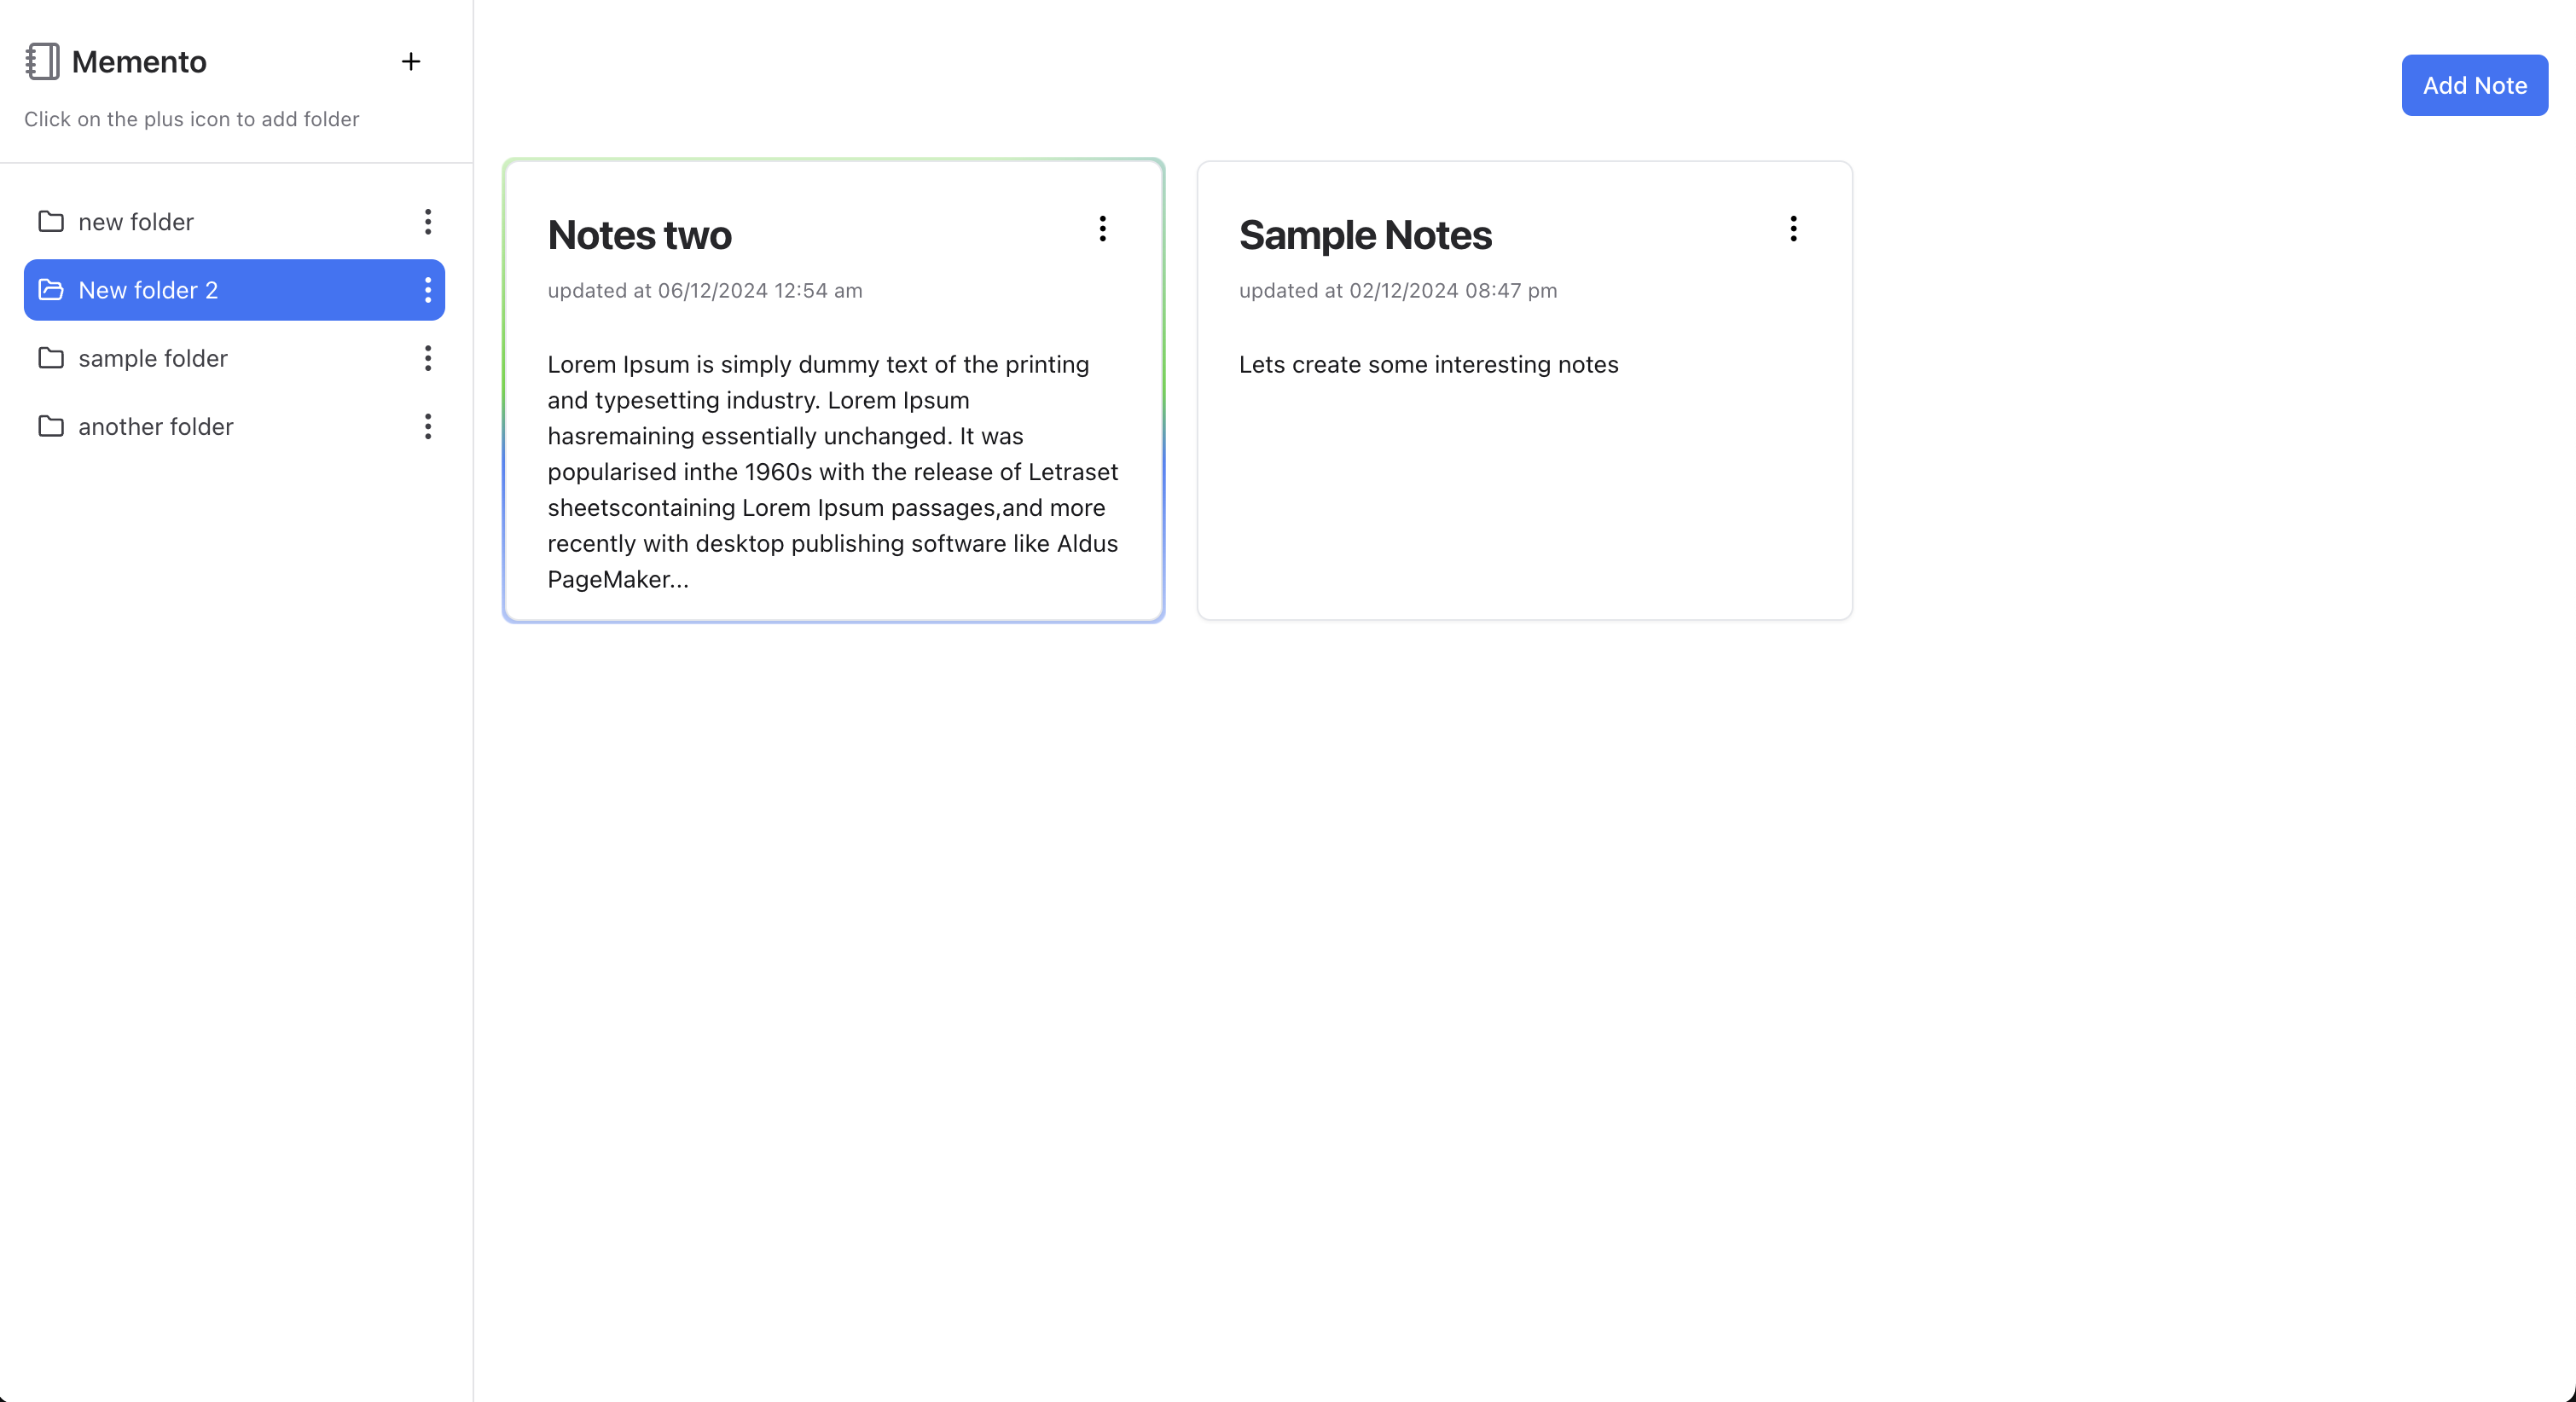 Memento
Click on the plus icon to add folder
new folder
New folder 2
sample folder
another folder
Add Note
Notes two
updated at 06/12/2024 12:54 am
Lorem Ipsum is simply dummy text of the printing
and typesetting industry. Lorem Ipsum
hasremaining essentially unchanged. It was
popularised inthe 1960s with the release of Letraset
sheetscontaining Lorem Ipsum passages,and more
recently with desktop publishing software like Aldus
PageMaker...
Sample Notes
updated at 02/12/2024 08:47 pm
Lets create some interesting notes